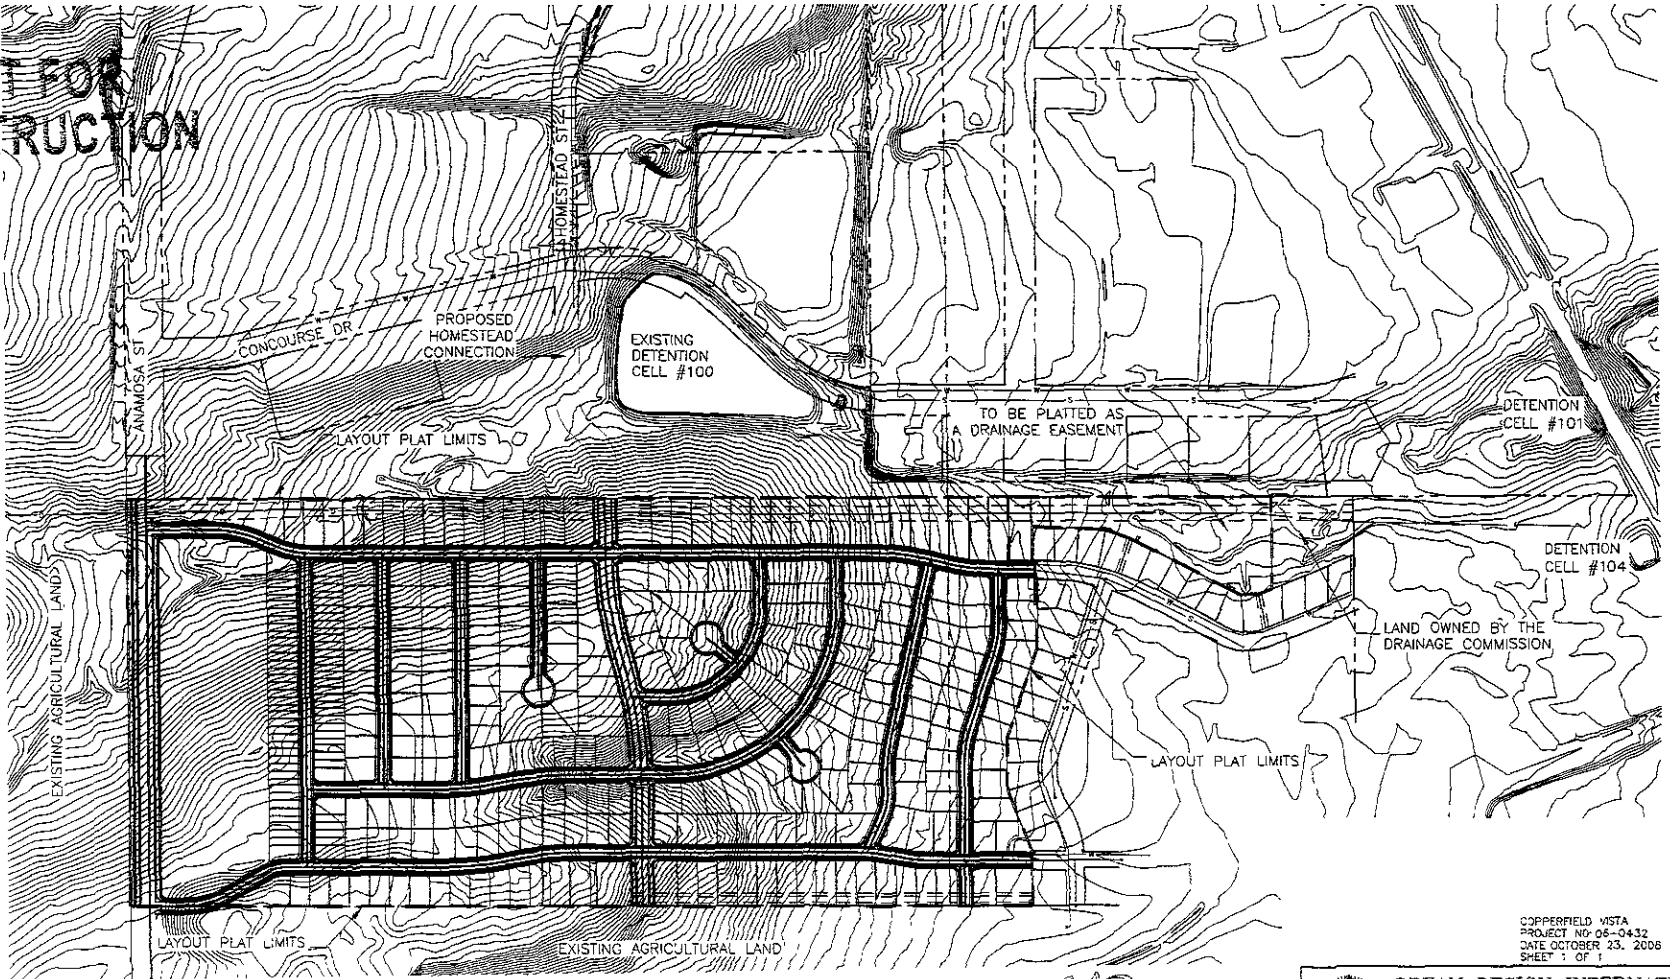 T FOR
TRUCTION
HOMESTEAD ST
CONCOURSE DR
PROPOSED
HOMESTEAD
CONNECTION
EXISTING
DETENTION
CELL #100
ANAMOSA ST
LAYOUT PLAT LIMITS
TO BE PLATTED AS
A DRAINAGE EASEMENT
DETENTION
CELL #101
DETENTION
CELL #104
LAND OWNED BY THE
DRAINAGE COMMISSION
EXISTING AGRICULTURAL LAND
LAYOUT PLAT LIMITS
LAYOUT PLAT LIMITS
EXISTING AGRICULTURAL LAND
COPPERFIELD VISTA
PROJECT NO 06-0432
DATE OCTOBER 23, 2006
SHEET 1 OF 1